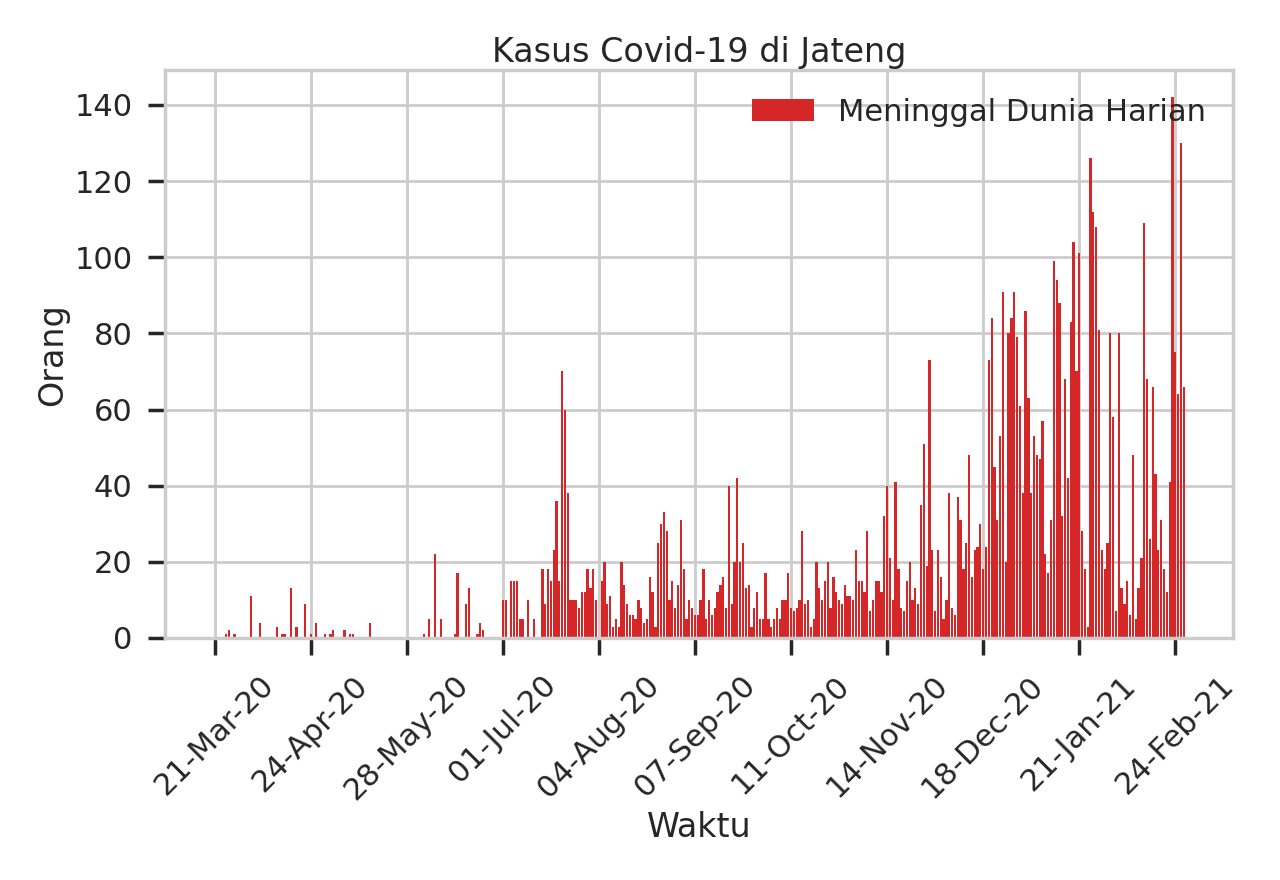 Kasus Covid-19 di Jateng
Meninggal Dunia Harian
Orang
140
120
100
80
60
40
20
0
21-Mar-20
24-Apr-20
28-May-20
01-Jul-20
04-Aug-20
07-Sep-20
11-Oct-20
14-Nov-20
18-Dec-20
21-Jan-21
24-Feb-21
Waktu